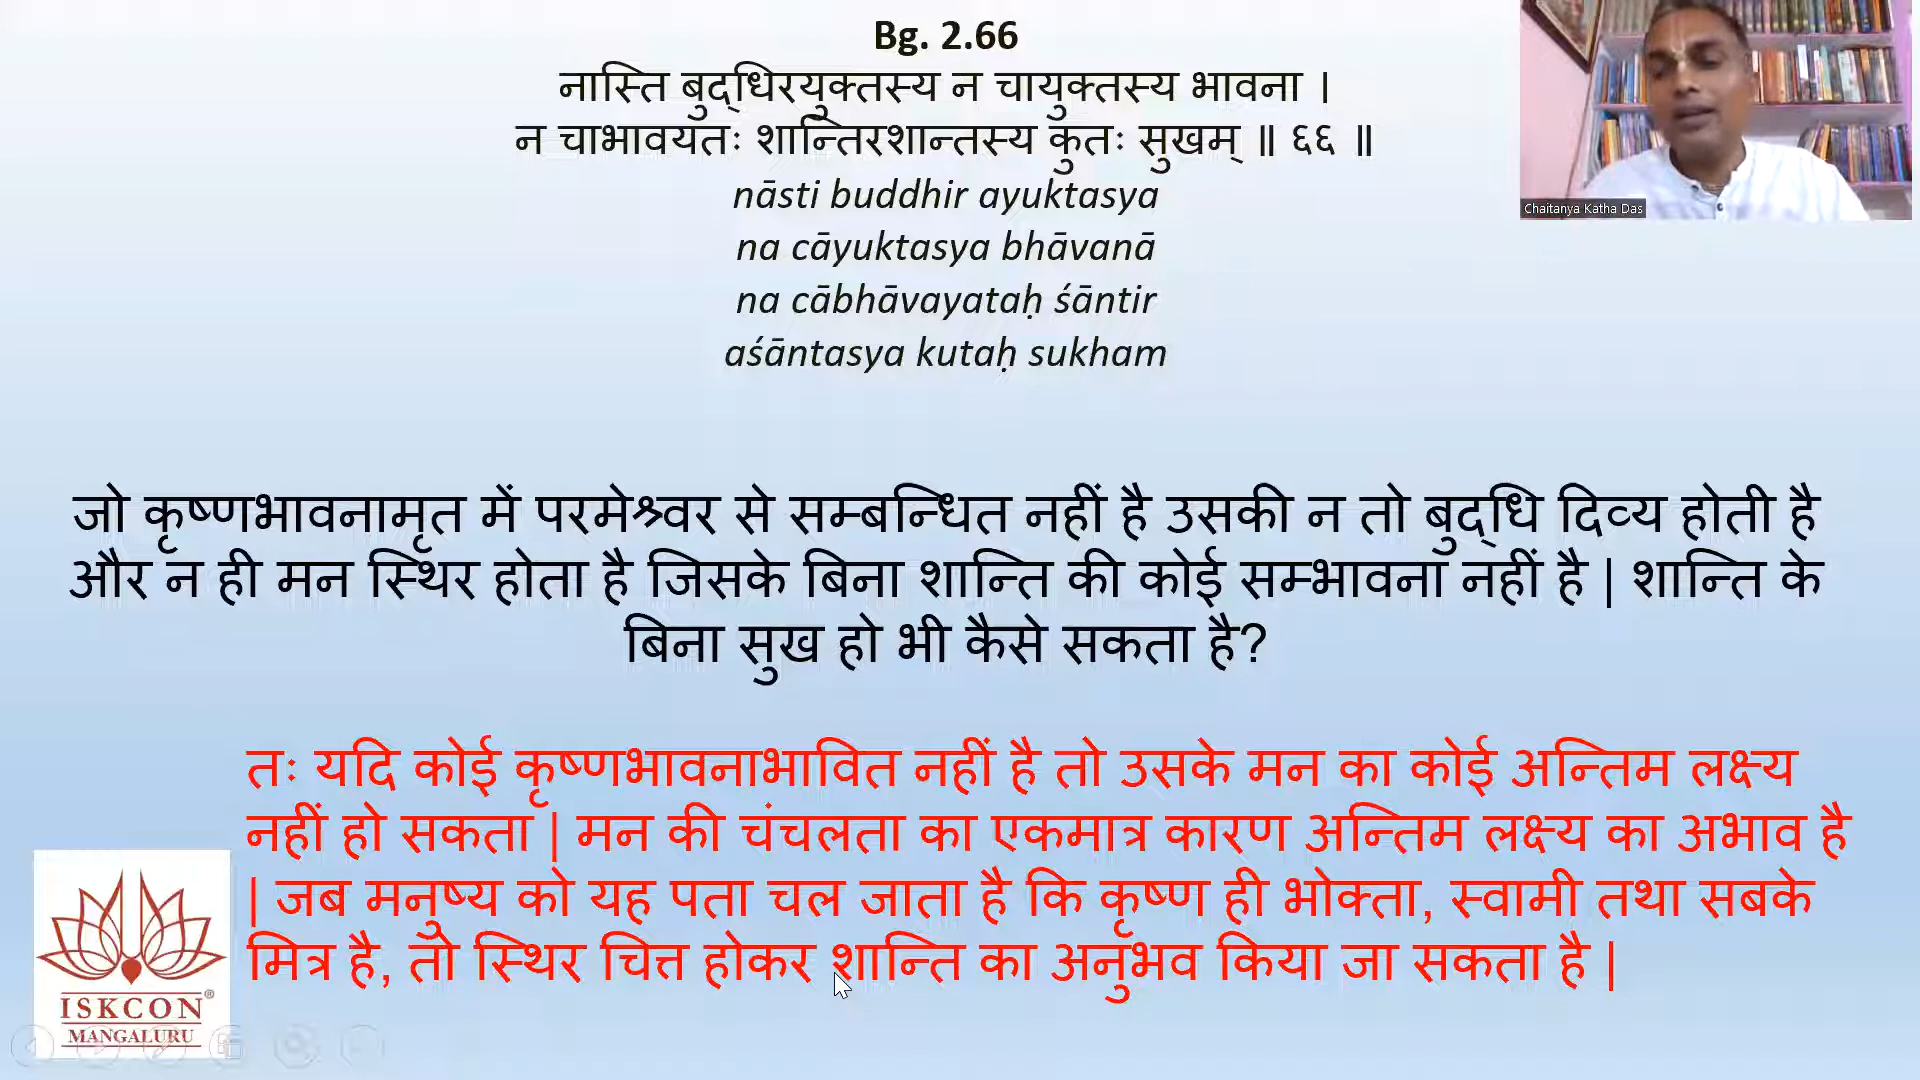 Bg. 2.66
नास्ति बुद्धिरयुक्तस्य न चायुक्तस्य भावना ।
न चाभावयतः शान्तिरशान्तस्य कुतः सुखम् ॥ ६६ ॥
nāsti buddhir ayuktasya
na cāyuktasya bhāvanā
na cābhāvayataḥ śāntir
aśāntasya kutaḥ sukham
Chaitanya Katha Das
जो कृष्णभावनामृत में परमेश्र्वर से सम्बन्धित नहीं है उसकी न तो बुद्धि दिव्य होती है
और न ही मन स्थिर होता है जिसके बिना शान्ति की कोई सम्भावना नहीं है | शान्ति के
बिना सुख हो भी कैसे सकता है?
तः यदि कोई कृष्णभावनाभावित नहीं है तो उसके मन का कोई अन्तिम लक्ष्य
नहीं हो सकता | मन की चंचलता का एकमात्र कारण अन्तिम लक्ष्य का अभाव है
| जब मनुष्य को यह पता चल जाता है कि कृष्ण ही भोक्ता, स्वामी तथा सबके
मित्र है, तो स्थिर चित्त होकर शान्ति का अनुभव किया जा सकता है |
ISKCON®
MANGALURU